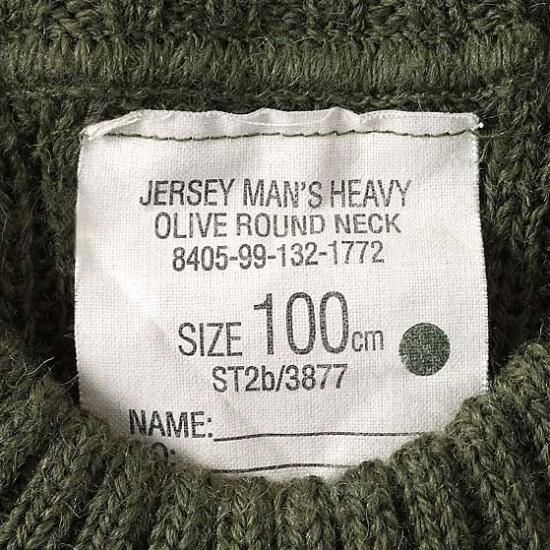 JERSEY MAN'S HEAVY
OLIVE ROUND NECK
8405-99-132-1772
SIZE 100cm
ST2b/3877
NAME: